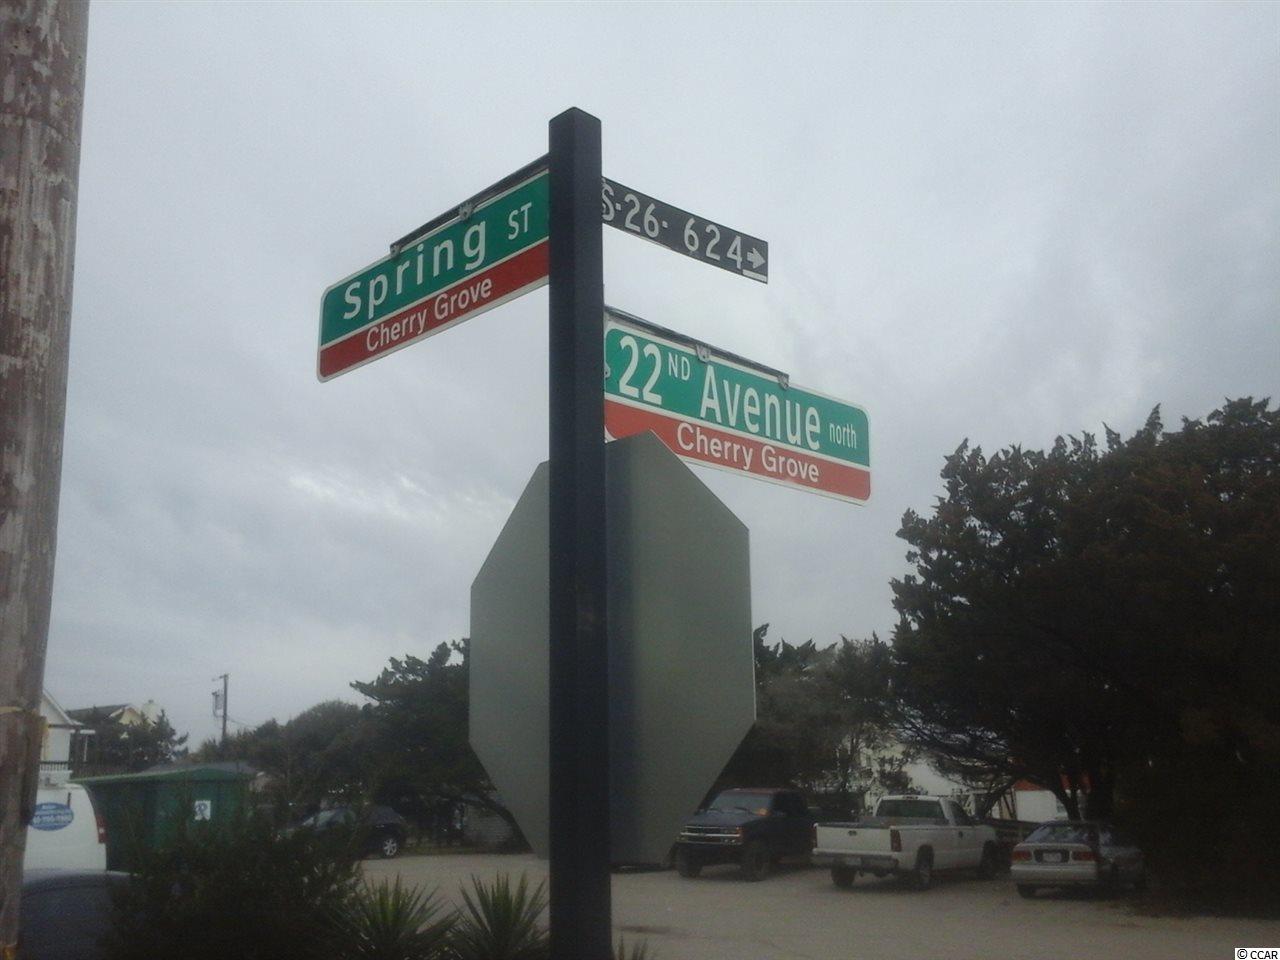 Spring ST
Cherry Grove
S-26-624
22ND Avenue north
Cherry Grove
© CCAR